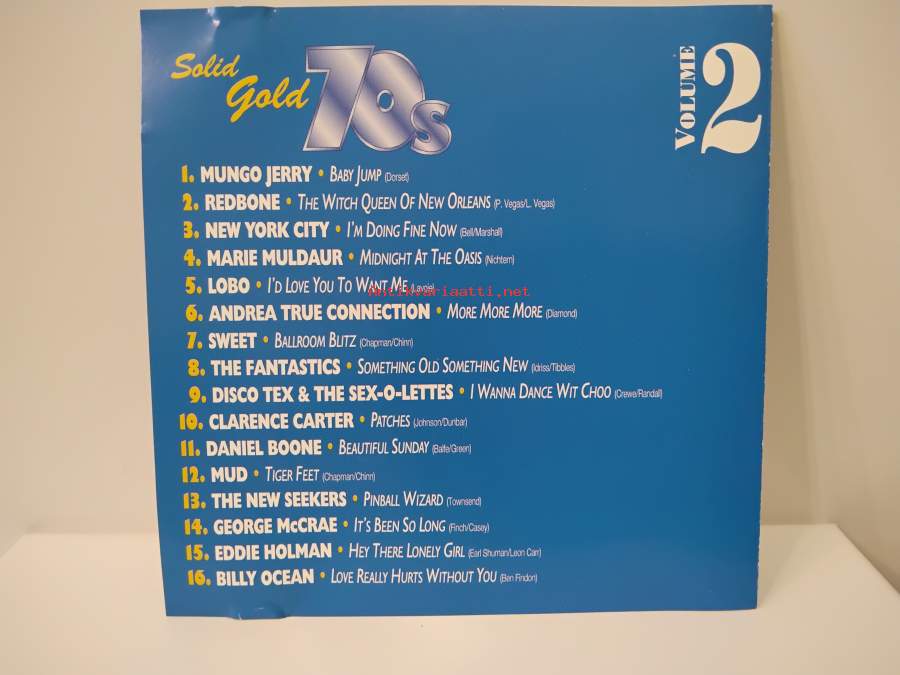 Solid
Gold 70s
VOLUME 2
1. MUNGO JERRY • BABY JUMP (Dorset)
2. REDBONE • THE WITCH QUEEN OF NEW ORLEANS (P. Vegas/L. Vegas)
3. NEW YORK CITY • I'M DOING FINE NOW (Bell/Marshall)
4. MARIE MULDAUR • MIDNIGHT AT THE OASIS (Nichtern)
5. LOBO • I'D LOVE YOU TO WANT ME (Lavoie)
Antikvariaatti.net
6. ANDREA TRUE CONNECTION • MORE MORE MORE (Diamond)
7. SWEET • BALLROOM BLITZ (Chapman/Chinn)
8. THE FANTASTICS • SOMETHING OLD SOMETHING NEW (Idriss/Tibbles)
9. DISCO TEX & THE SEX-O-LETTES • I WANNA DANCE WIT CHOO (Crewe/Randall)
10. CLARENCE CARTER • PATCHES (Johnson/Dunbar)
11. DANIEL BOONE • BEAUTIFUL SUNDAY (Balfe/Green)
12. MUD • TIGER FEET (Chapman/Chinn)
13. THE NEW SEEKERS • PINBALL WIZARD (Townsend)
14. GEORGE McCRAE • IT'S BEEN SO LONG (Finch/Casey)
15. EDDIE HOLMAN • HEY THERE LONELY GIRL (Earl Shuman/Leon Carr)
16. BILLY OCEAN • LOVE REALLY HURTS WITHOUT YOU (Ben Findon)